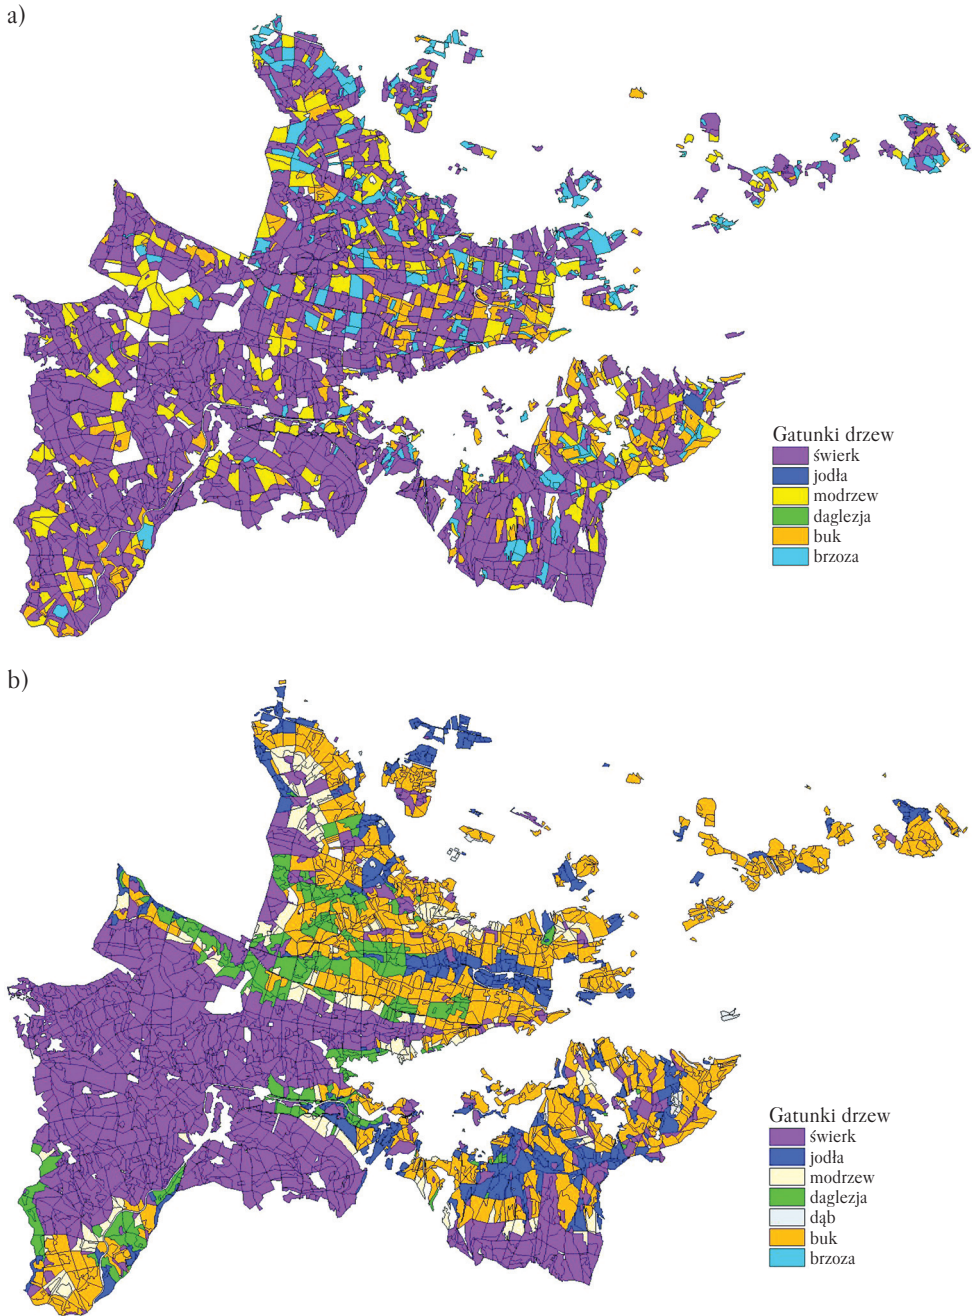 a)
Gatunki drzew
świerk
jodła
modrzew
daglezja
buk
brzoza
b)
Gatunki drzew
świerk
jodła
modrzew
daglezja
dąb
buk
brzoza